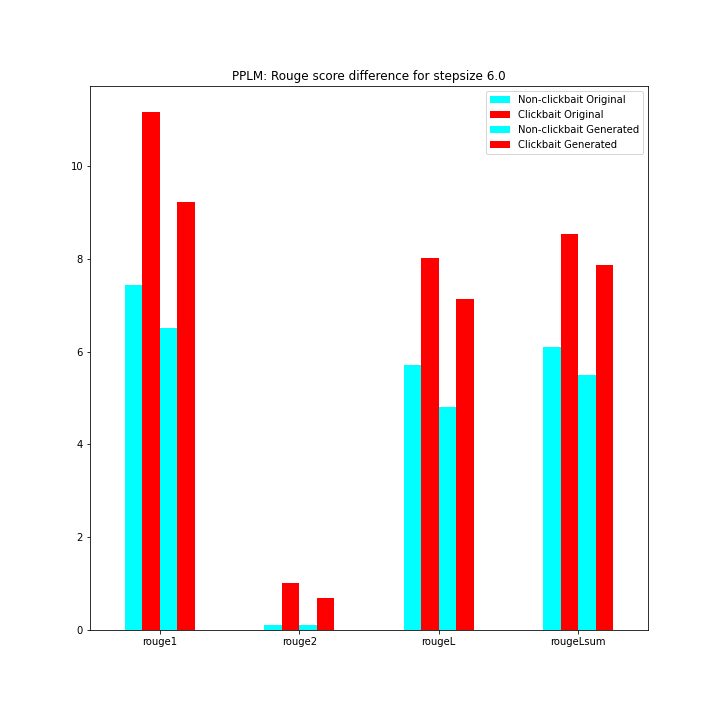 PPLM: Rouge score difference for stepsize 6.0
Non-clickbait Original
Clickbait Original
Non-clickbait Generated
Clickbait Generated
10
8
6
4
2
0
rouge1 rouge2 rougeL rougeLsum